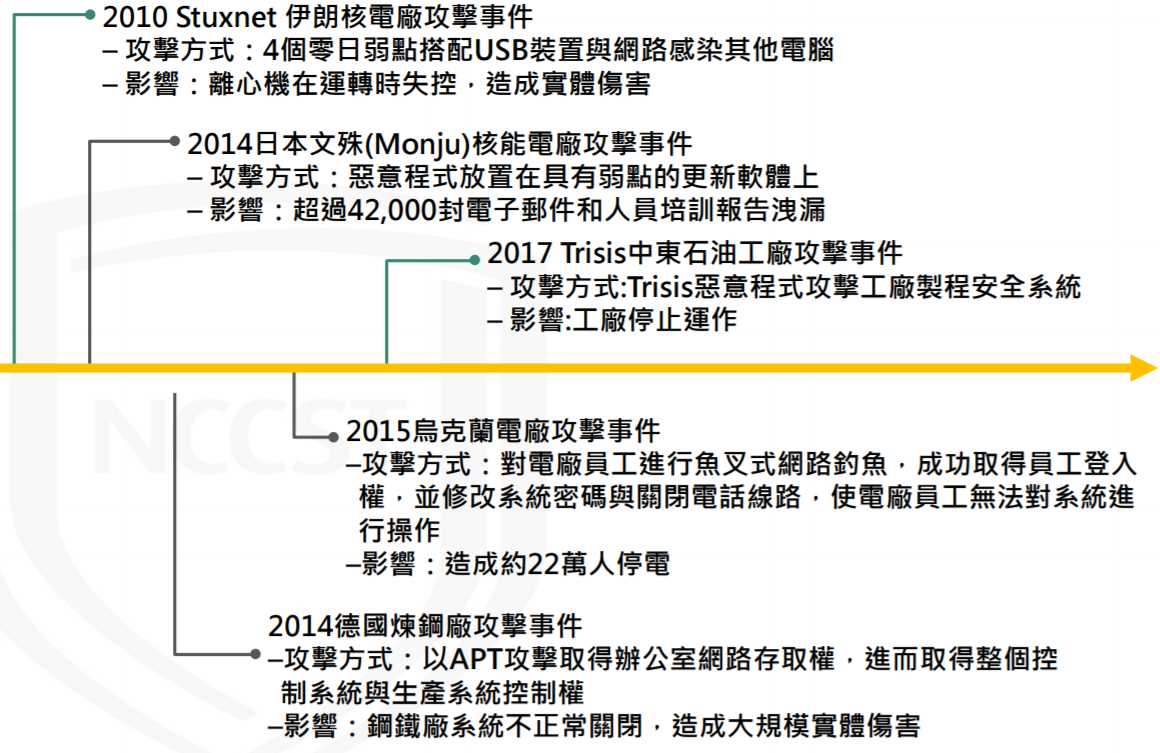 2010 Stuxnet 伊朗核電廠攻擊事件
– 攻擊方式：4個零日弱點搭配USB裝置與網路感染其他電腦
– 影響：離心機在運轉時失控，造成實體傷害
2014日本文殊(Monju)核能電廠攻擊事件
– 攻擊方式：惡意程式放置在具有弱點的更新軟體上
– 影響：超過42,000封電子郵件和人員培訓報告洩漏
2017 Trisis中東石油工廠攻擊事件
– 攻擊方式:Trisis惡意程式攻擊工廠製程安全系統
– 影響:工廠停止運作
NCCST
2015烏克蘭電廠攻擊事件
–攻擊方式：對電廠員工進行魚叉式網路釣魚，成功取得員工登入
權，並修改系統密碼與關閉電話線路，使電廠員工無法對系統進
行操作
–影響：造成約22萬人停電
2014德國煉鋼廠攻擊事件
–攻擊方式：以APT攻擊取得辦公室網路存取權，進而取得整個控
制系統與生產系統控制權
–影響：鋼鐵廠系統不正常關閉，造成大規模實體傷害